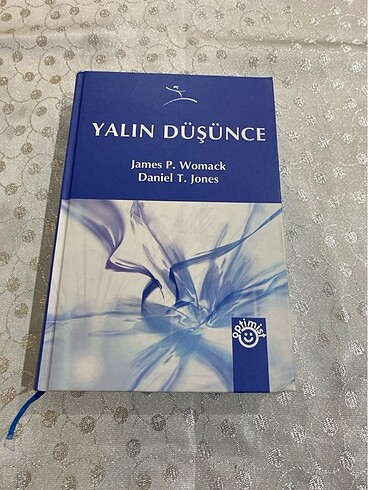 YALIN DÜŞÜNCE
James P. Womack
Daniel T. Jones
optimist